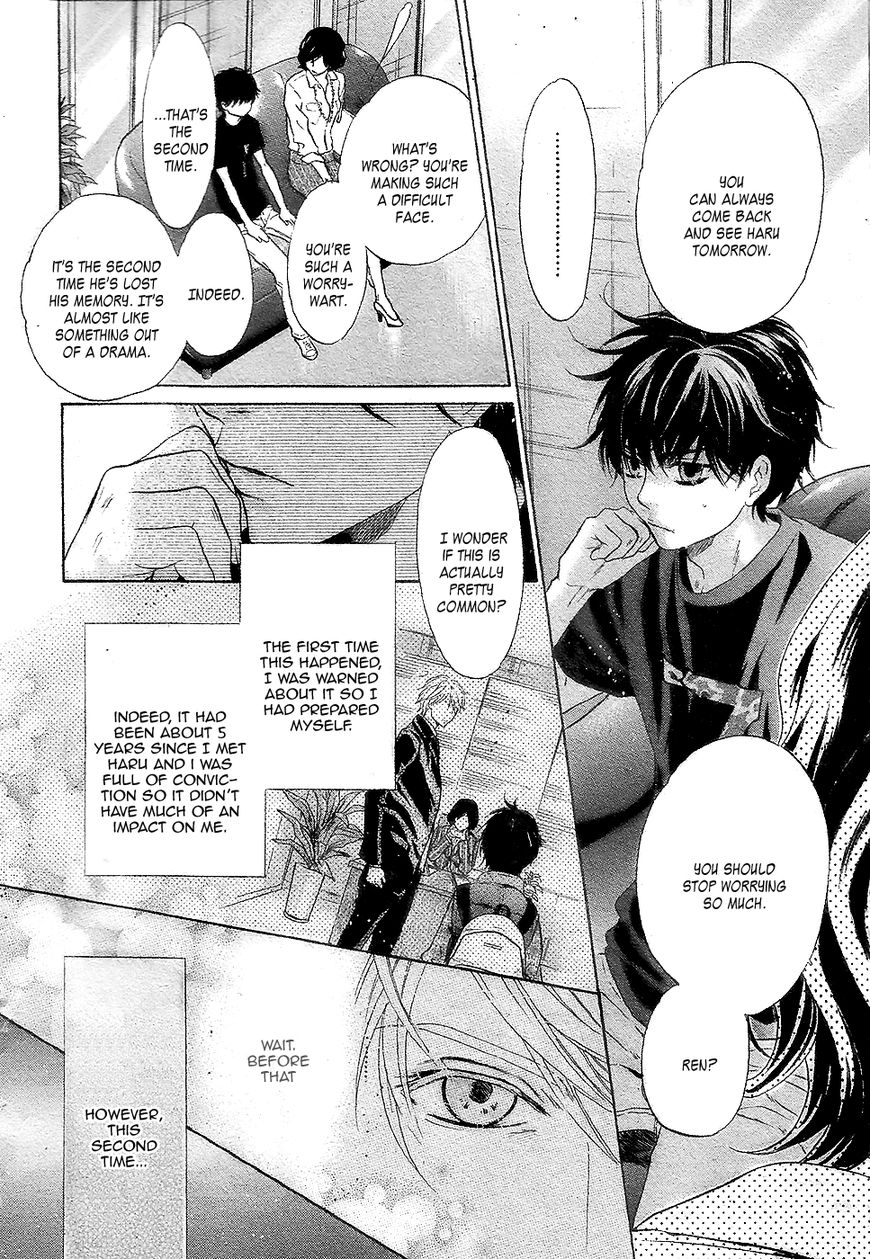 YOU
CAN ALWAYS
COME BACK
AND SEE HARU
TOMORROW.
..............
WHAT'S
WRONG? YOU'RE
MAKING SUCH
A DIFFICULT
FACE.
YOU'RE
SUCH A
WORRY-
WART.
...THAT'S
THE
SECOND
TIME.
INDEED.
IT'S THE SECOND
TIME HE'S LOST
HIS MEMORY. IT'S
ALMOST LIKE
SOMETHING OUT
OF A DRAMA.
I WONDER
IF THIS IS
ACTUALLY
PRETTY
COMMON?
THE FIRST TIME
THIS HAPPENED,
I WAS WARNED
ABOUT IT SO I
HAD PREPARED
MYSELF.
INDEED, IT HAD
BEEN ABOUT 5
YEARS SINCE I MET
HARU AND I WAS
FULL OF CONVIC-
TION SO IT DIDN'T
HAVE MUCH OF AN
IMPACT ON ME.
YOU SHOULD
STOP WORRYING
SO MUCH.
REN?
WAIT.
BEFORE
THAT
HOWEVER,
THIS
SECOND
TIME...